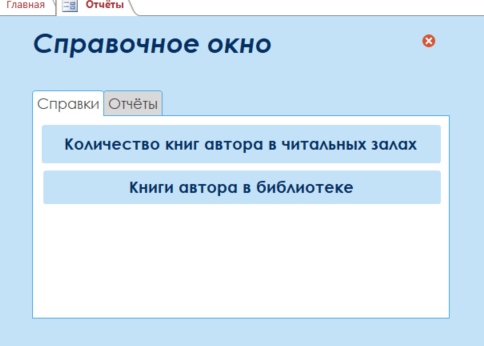 Главная Отчёты
Справочное окно
Справки Отчёты
Количество книг автора в читальных залах
Книги автора в библиотеке